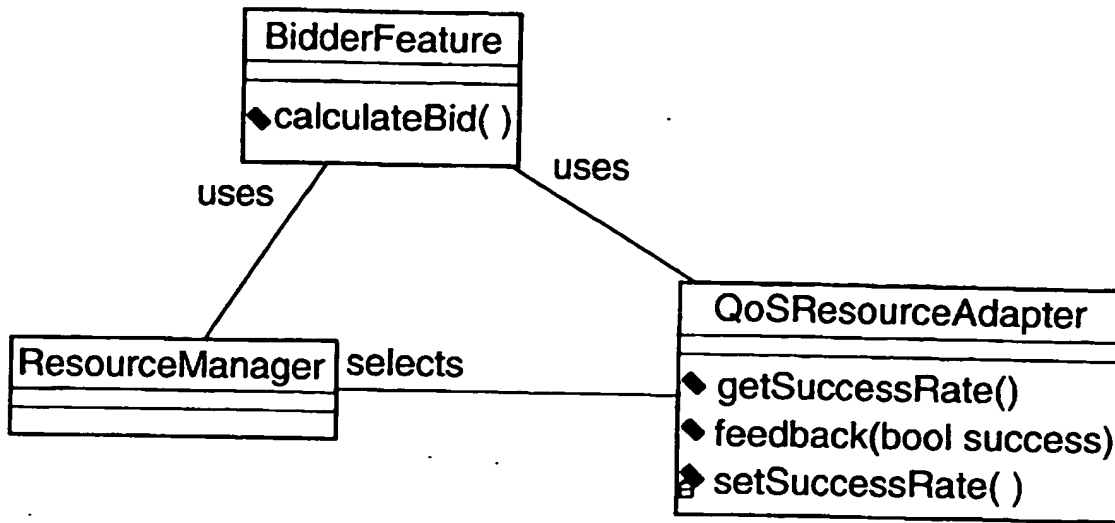 BidderFeature
calculateBid( )
uses
uses
QoSResourceAdapter
ResourceManager
selects
getSuccessRate()
feedback(bool success)
setSuccessRate( )